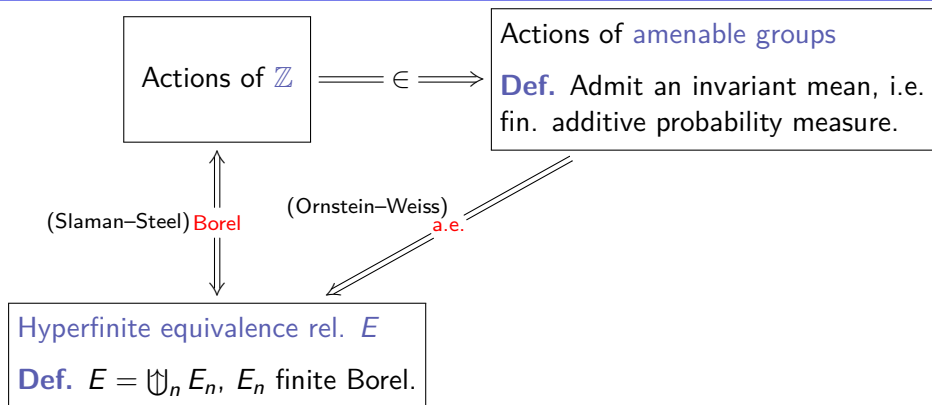 Actions of ℤ
∈
Actions of amenable groups
Def. Admit an invariant mean, i.e.
fin. additive probability measure.
(Slaman–Steel) Borel
(Ornstein–Weiss)
a.e.
Hyperfinite equivalence rel. E
Def. E = ⋃↑ₙ Eₙ, Eₙ finite Borel.